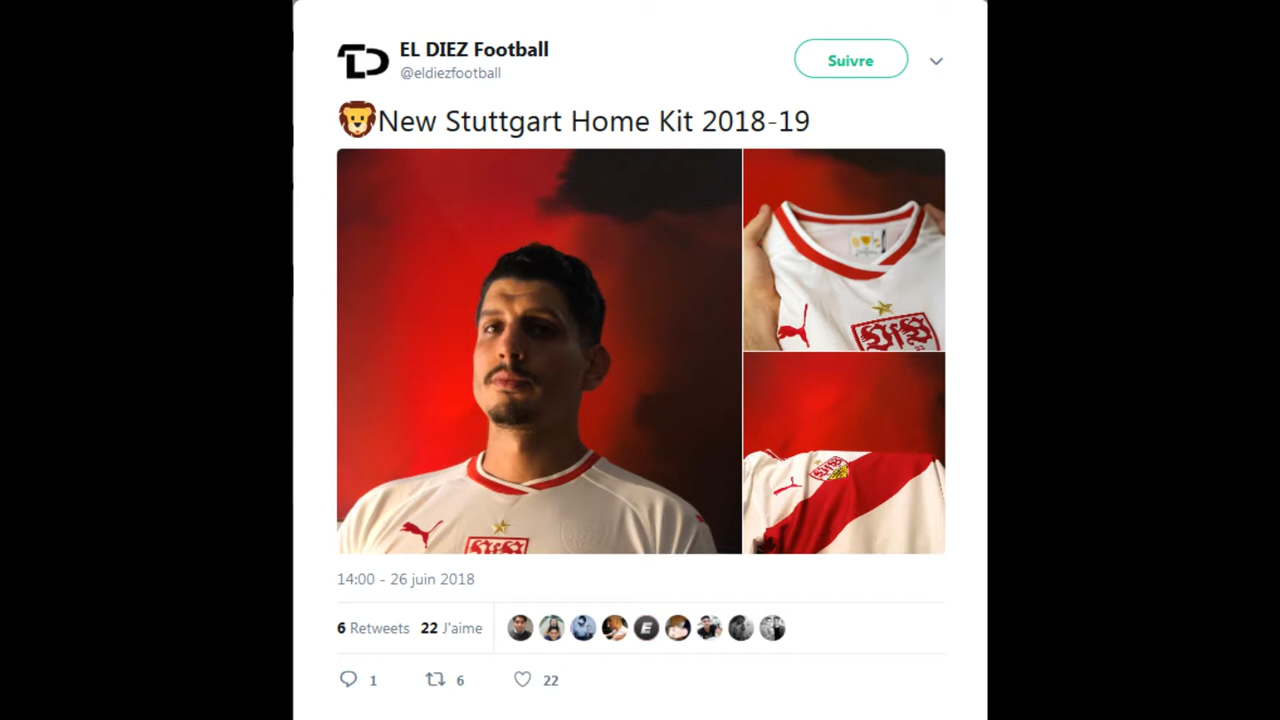 EL DIEZ Football
@eldiezfootball
Suivre
🦁New Stuttgart Home Kit 2018-19
14:00 - 26 juin 2018
6 Retweets 22 J'aime
1 6 22